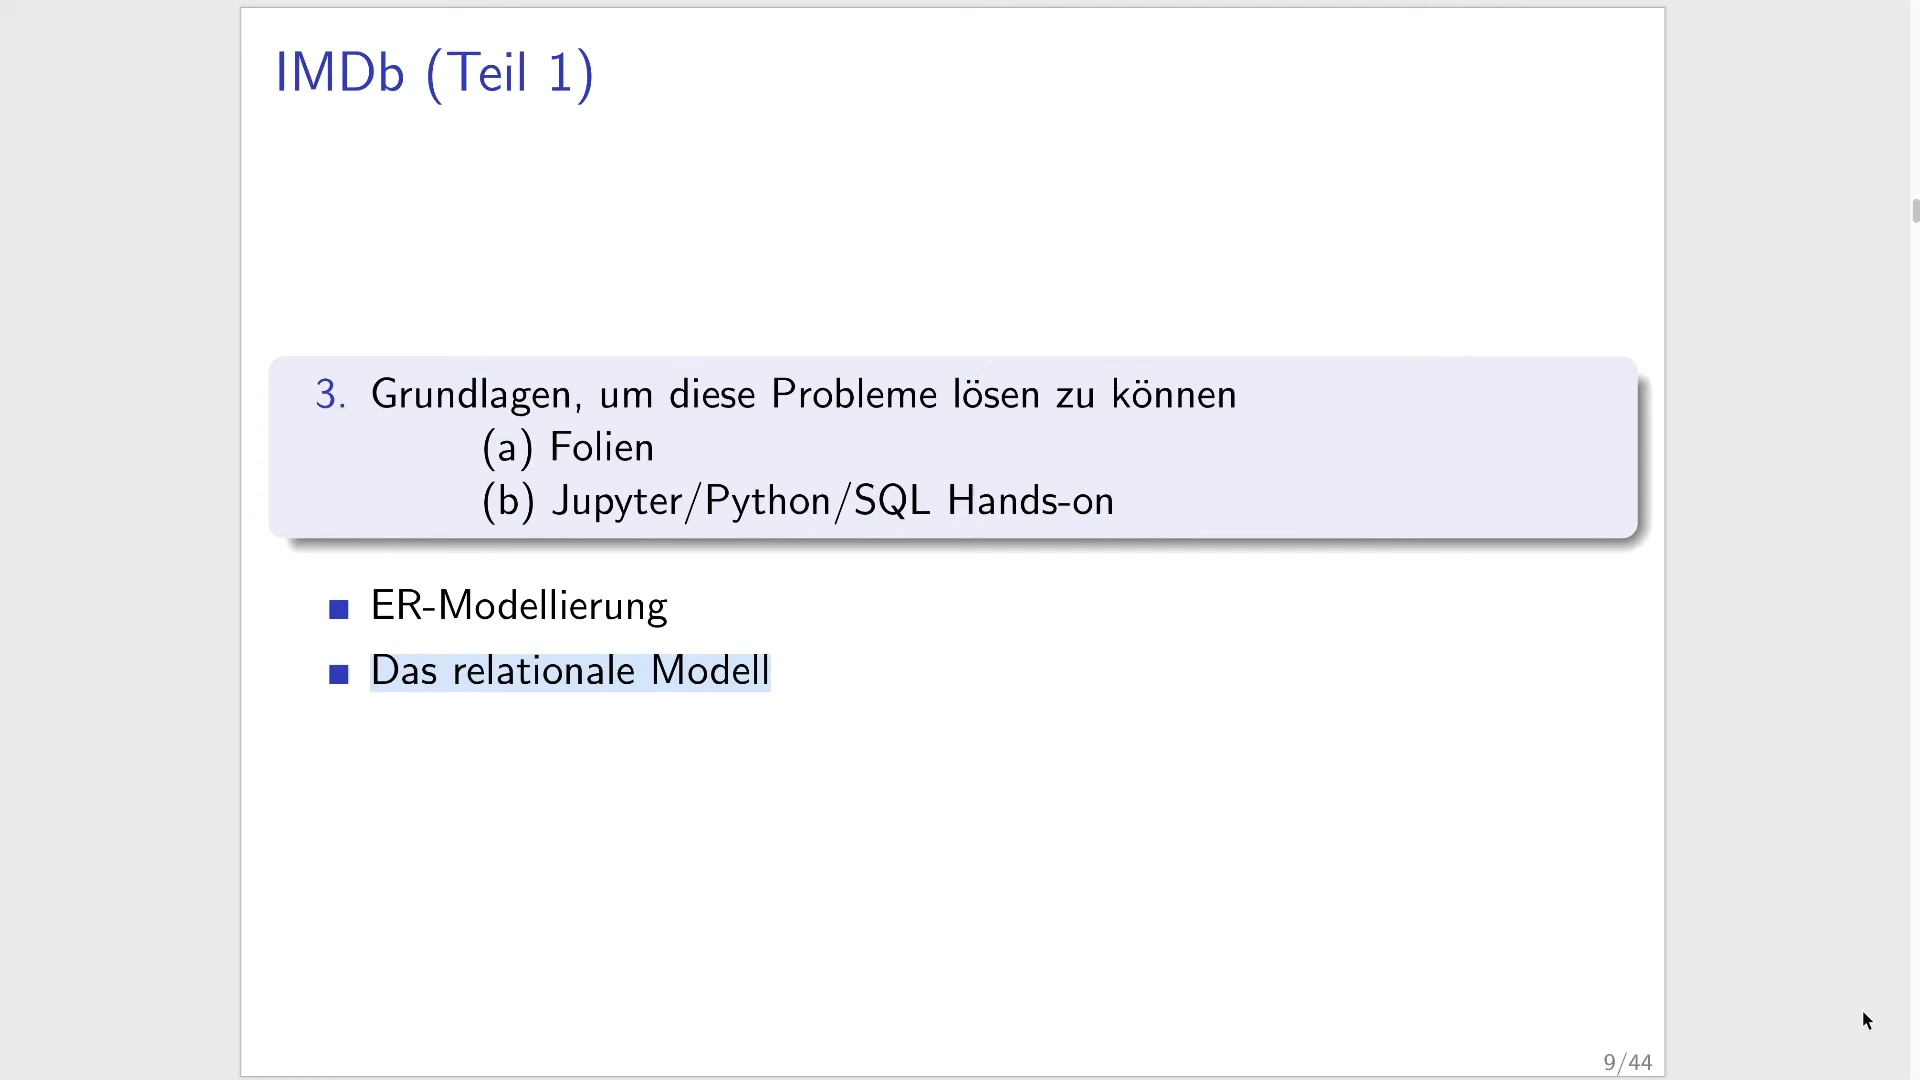 IMDb (Teil 1)
3. Grundlagen, um diese Probleme lösen zu können
(a) Folien
(b) Jupyter/Python/SQL Hands-on
ER-Modellierung
Das relationale Modell
9/44